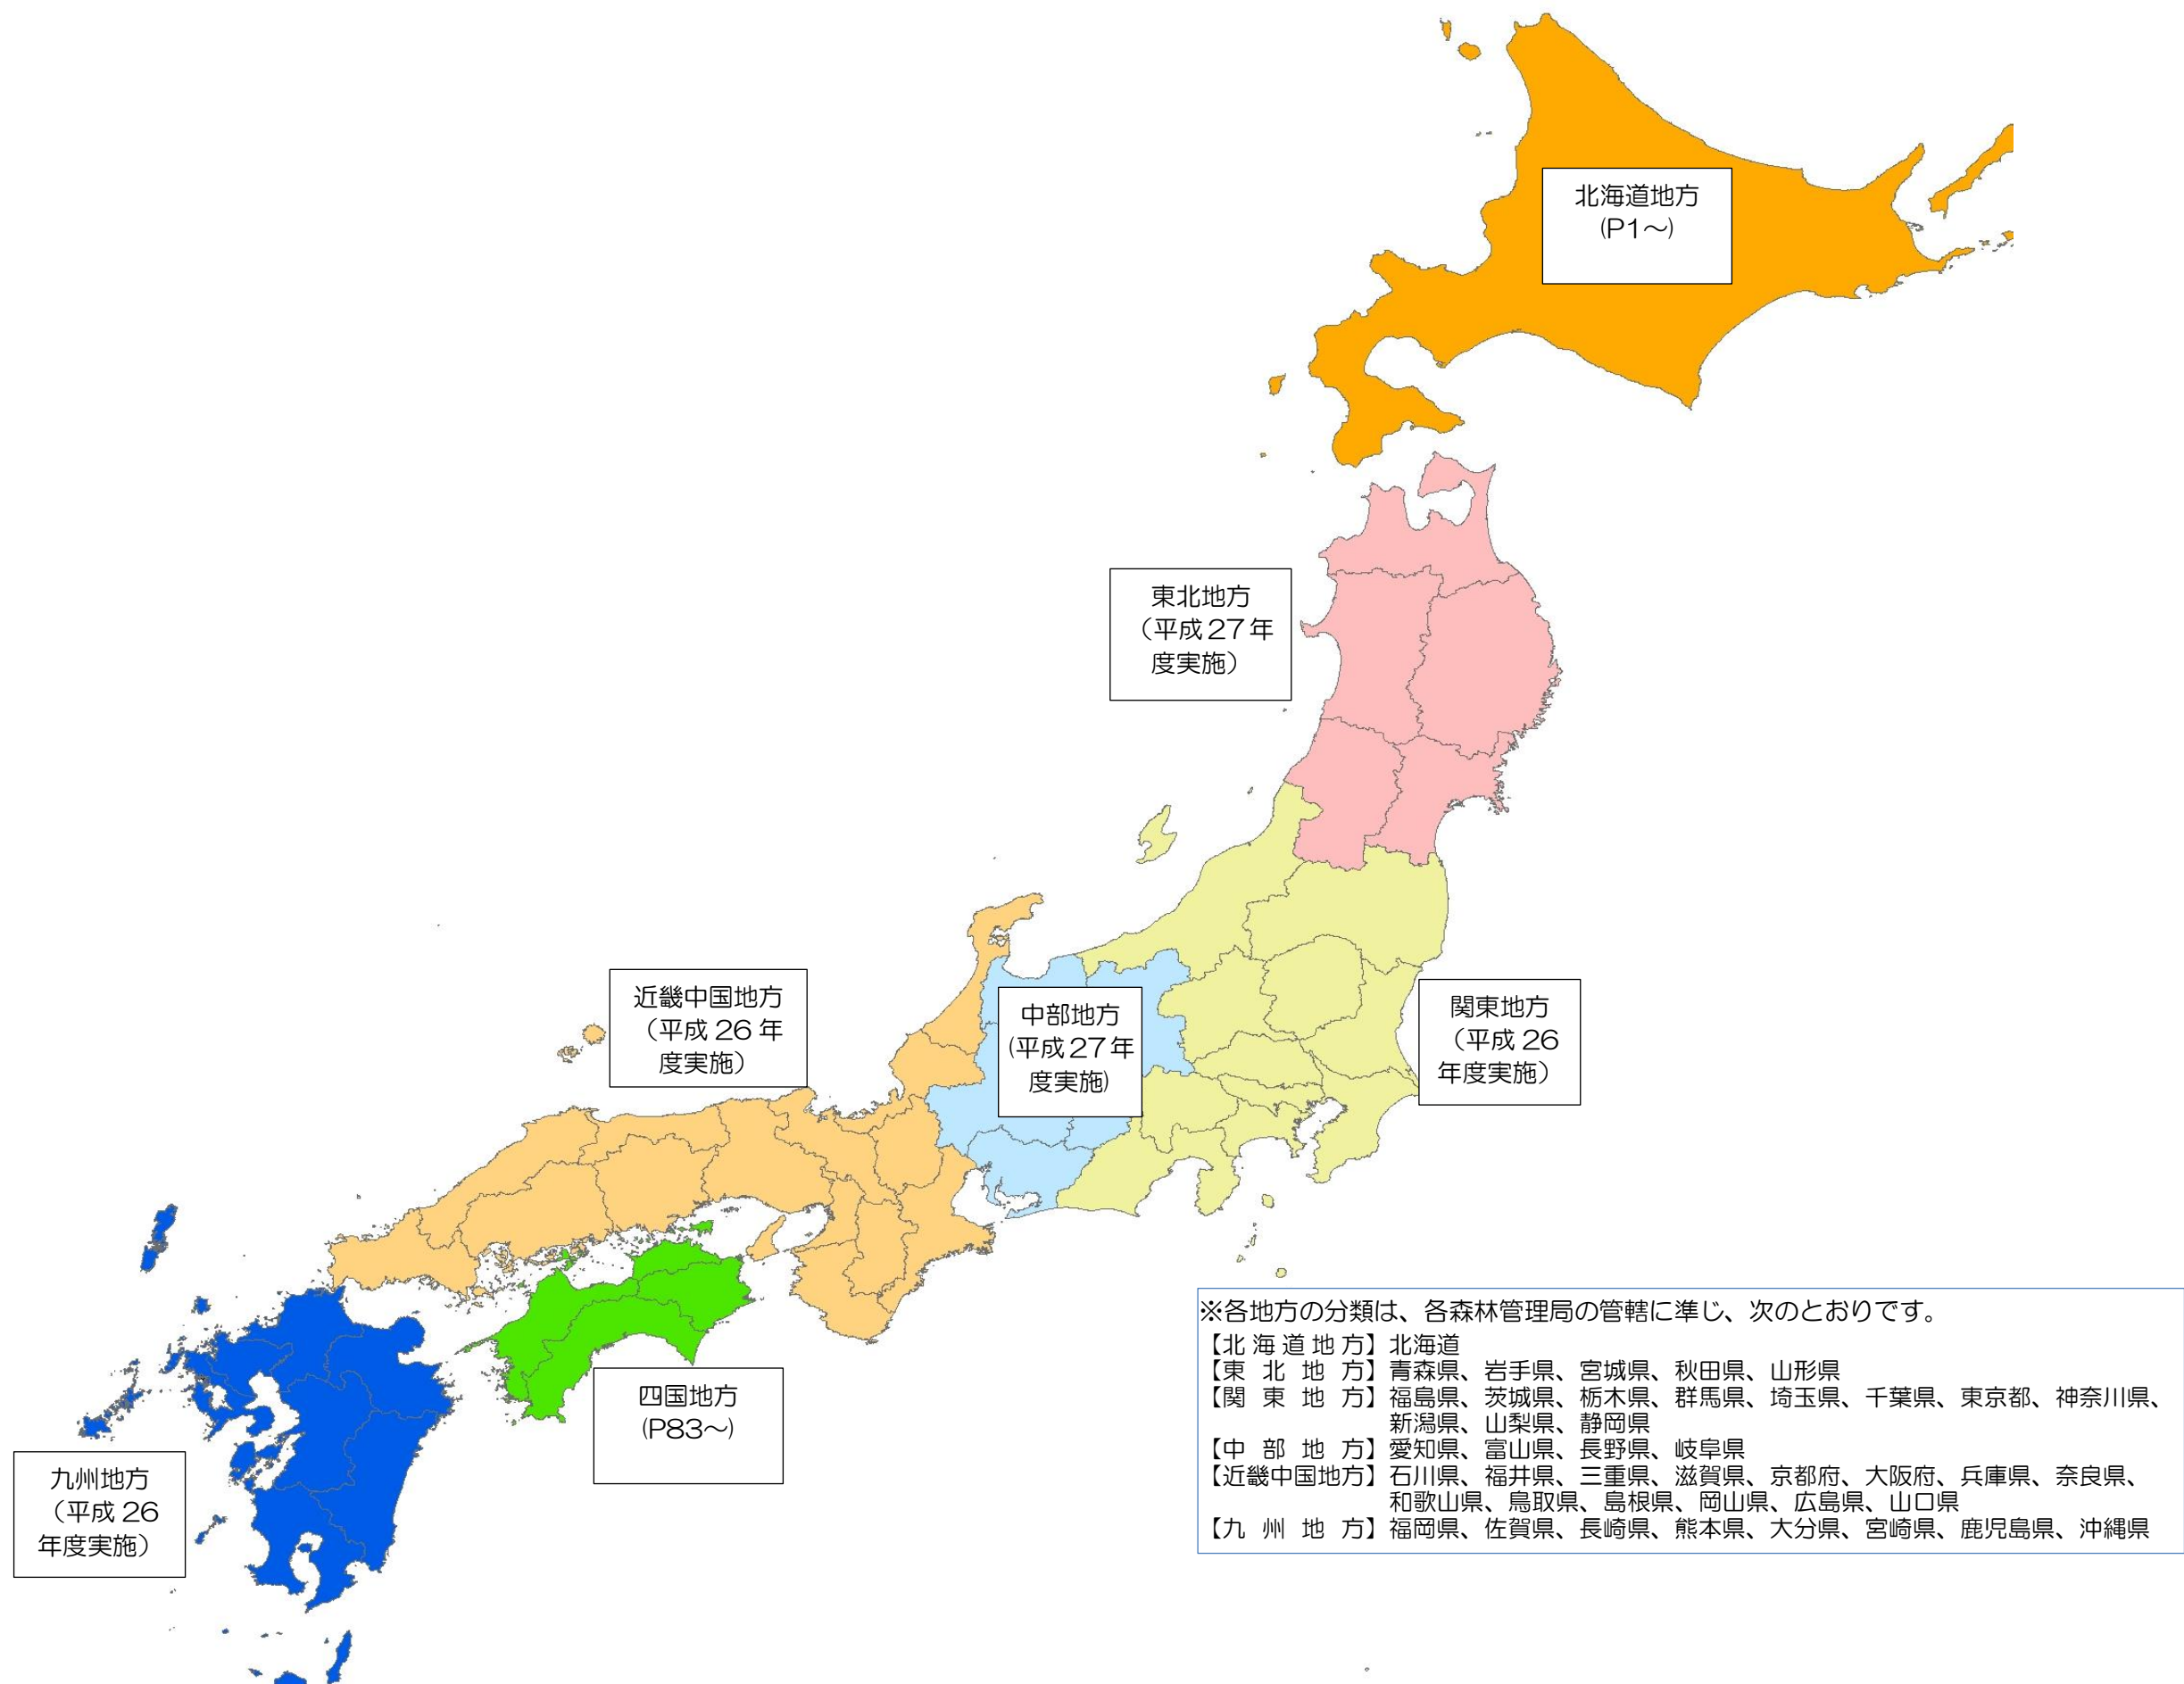 北海道地方
(P1～)
東北地方
（平成27年
度実施）
近畿中国地方
（平成26年
度実施）
中部地方
(平成27年
度実施)
関東地方
（平成26
年度実施）
四国地方
(P83～)
九州地方
（平成26
年度実施）
※各地方の分類は、各森林管理局の管轄に準じ、次のとおりです。
【北海道地方】北海道
【東北地方】青森県、岩手県、宮城県、秋田県、山形県
【関東地方】福島県、茨城県、栃木県、群馬県、埼玉県、千葉県、東京都、神奈川県、
新潟県、山梨県、静岡県
【中部地方】愛知県、富山県、長野県、岐阜県
【近畿中国地方】石川県、福井県、三重県、滋賀県、京都府、大阪府、兵庫県、奈良県、
和歌山県、鳥取県、島根県、岡山県、広島県、山口県
【九州地方】福岡県、佐賀県、長崎県、熊本県、大分県、宮崎県、鹿児島県、沖縄県